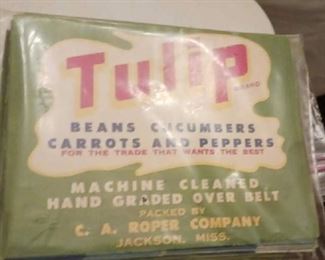 Tulip
BRAND
BEANS CUCUMBERS
CARROTS AND PEPPERS
FOR THE TRADE THAT WANTS THE BEST
MACHINE CLEANED
HAND GRADED OVER BELT
PACKED BY
C. A. ROPER COMPANY
JACKSON, MISS.